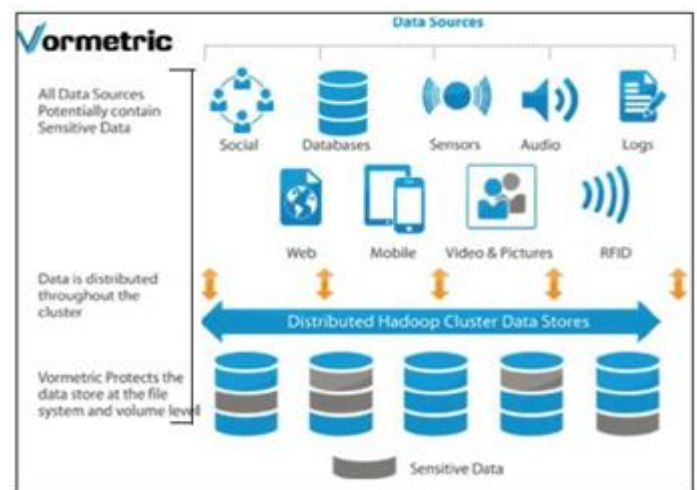 Vormetric
Data Sources
All Data Sources
Potentially contain
Sensitive Data
Social
Databases
Sensors
Audio
Logs
Web
Mobile
Video & Pictures
RFID
Data is distributed
throughout the
cluster
Distributed Hadoop Cluster Data Stores
Vormetric Protects the
data store at the file
system and volume level
Sensitive Data